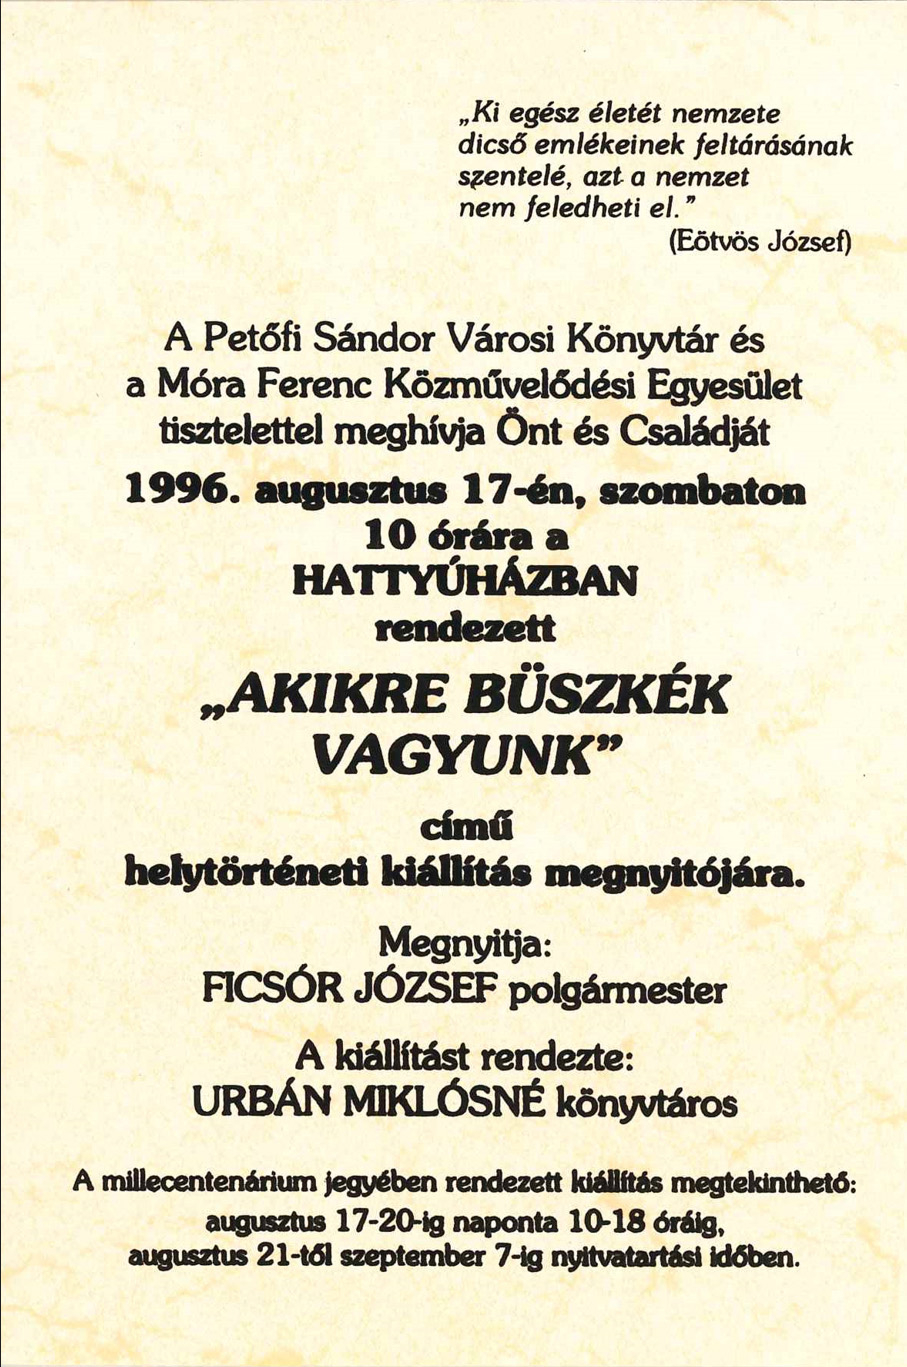 „Ki egész életét nemzete
dicső emlékeinek feltárásának
szentelé, azt a nemzet
nem feledheti el.”
(Eötvös József)
A Petőfi Sándor Városi Könyvtár és
a Móra Ferenc Közművelődési Egyesület
tisztelettel meghívja Önt és Családját
1996. augusztus 17-én, szombaton
10 órára a
HATTYÚHÁZBAN
rendezett
„AKIKRE BÜSZKÉK
VAGYUNK”
című
helytörténeti kiállítás megnyitójára.
Megnyitja:
FICSÓR JÓZSEF polgármester
A kiállítást rendezte:
URBÁN MIKLÓSNÉ könyvtáros
A millecentenárium jegyében rendezett kiállítás megtekinthető:
augusztus 17-20-ig naponta 10-18 óráig,
augusztus 21-től szeptember 7-ig nyitvatartási időben.